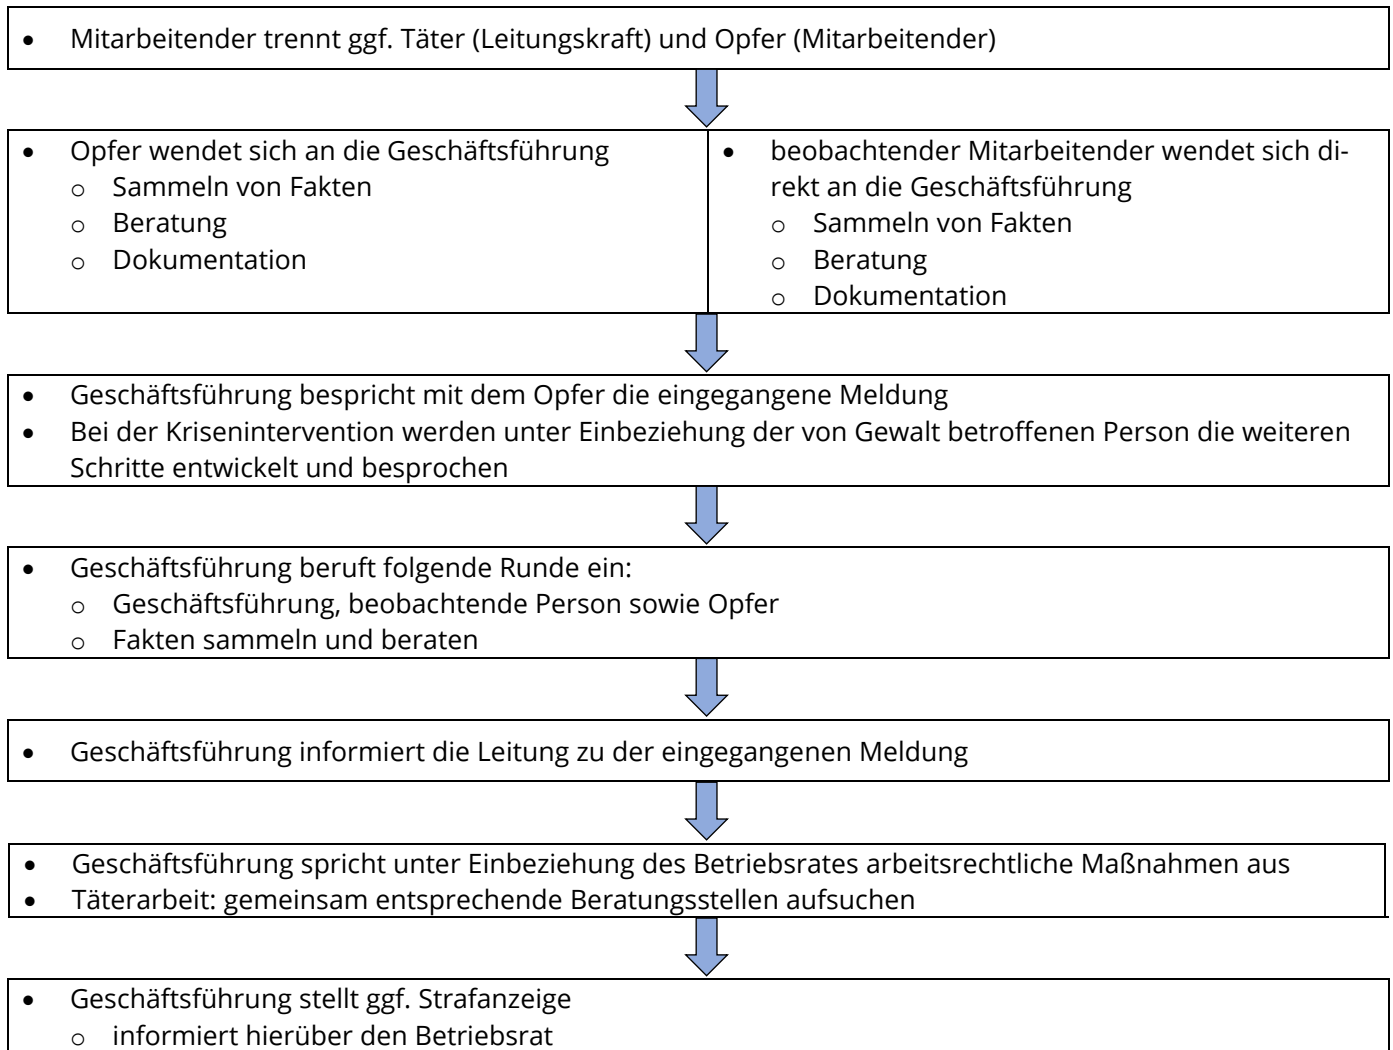 • Mitarbeitender trennt ggf. Täter (Leitungskraft) und Opfer (Mitarbeitender)
• Opfer wendet sich an die Geschäftsführung
o Sammeln von Fakten
o Beratung
o Dokumentation
• beobachtender Mitarbeitender wendet sich di-
rekt an die Geschäftsführung
o Sammeln von Fakten
o Beratung
o Dokumentation
• Geschäftsführung bespricht mit dem Opfer die eingegangene Meldung
• Bei der Krisenintervention werden unter Einbeziehung der von Gewalt betroffenen Person die weiteren
Schritte entwickelt und besprochen
• Geschäftsführung beruft folgende Runde ein:
o Geschäftsführung, beobachtende Person sowie Opfer
o Fakten sammeln und beraten
• Geschäftsführung informiert die Leitung zu der eingegangenen Meldung
• Geschäftsführung spricht unter Einbeziehung des Betriebsrates arbeitsrechtliche Maßnahmen aus
• Täterarbeit: gemeinsam entsprechende Beratungsstellen aufsuchen
• Geschäftsführung stellt ggf. Strafanzeige
o informiert hierüber den Betriebsrat